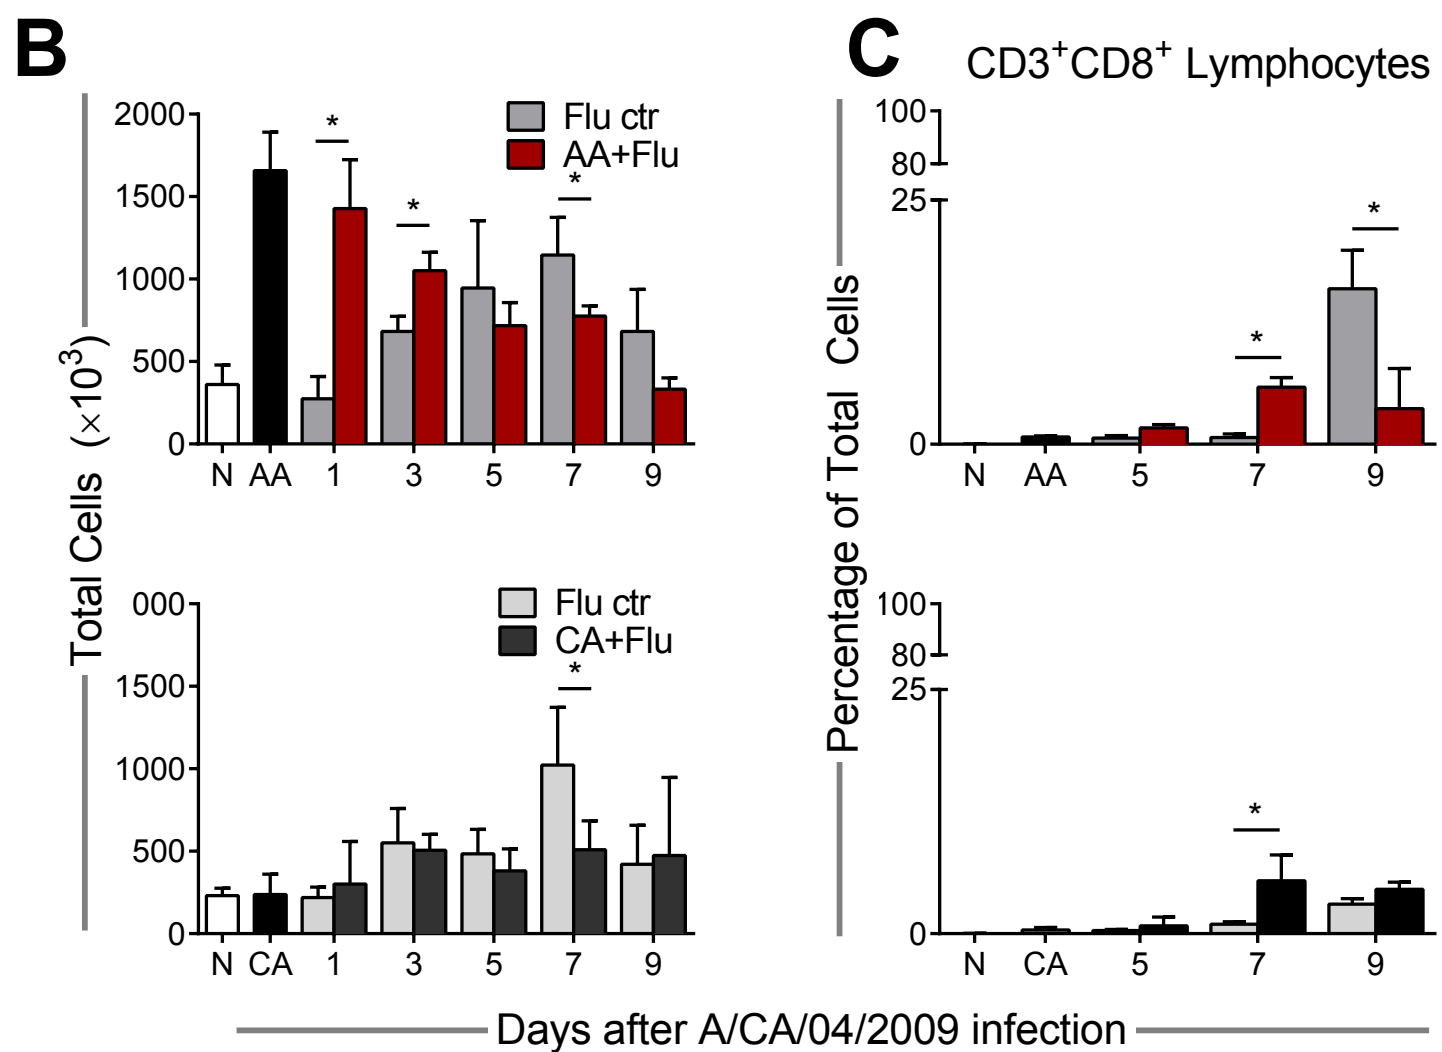 B
Total Cells (×10³)
2000
1500
1000
500
0
Flu ctr
AA+Flu
*
*
*
N AA 1 3 5 7 9
000
1500
1000
500
0
Flu ctr
CA+Flu
*
N CA 1 3 5 7 9
C
CD3⁺CD8⁺ Lymphocytes
Percentage of Total Cells
100
80
25
0
*
*
N AA 5 7 9
100
80
25
0
*
N CA 5 7 9
Days after A/CA/04/2009 infection